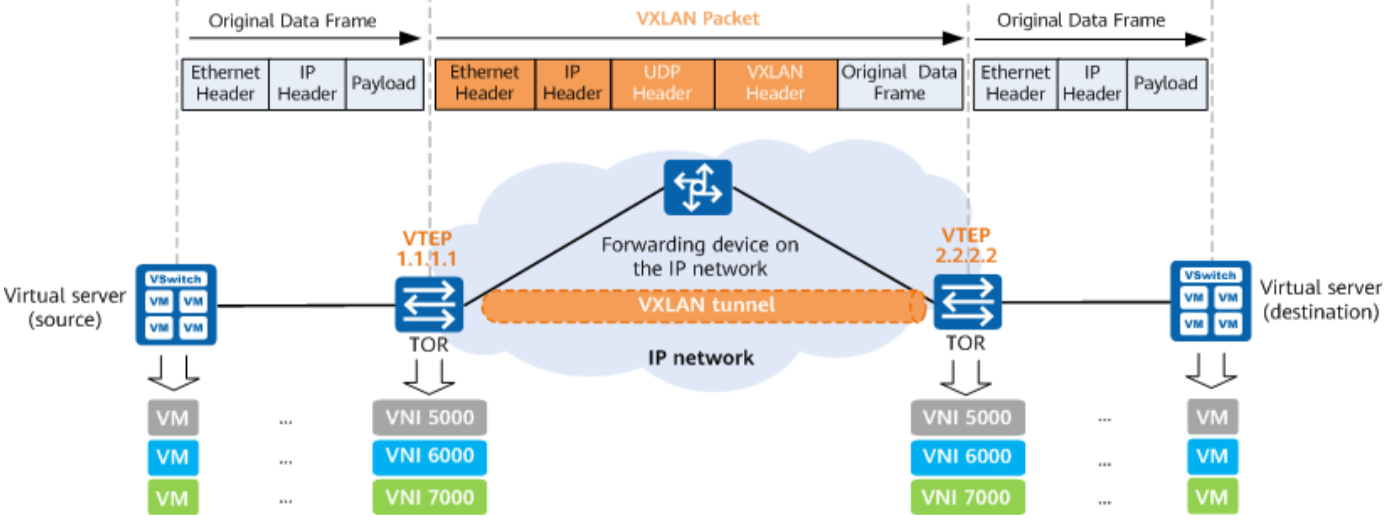 Original Data Frame
VXLAN Packet
Original Data Frame
Ethernet Header
IP Header
Payload
Ethernet Header
IP Header
UDP Header
VXLAN Header
Original Data Frame
Ethernet Header
IP Header
Payload
VTEP
1.1.1.1
Forwarding device on
the IP network
VTEP
2.2.2.2
Virtual server
(source)
VSwitch
VM VM
VM VM
VXLAN tunnel
VSwitch
VM VM
VM VM
Virtual server
(destination)
TOR
IP network
TOR
VM ... VNI 5000 VNI 5000 ... VM
VM ... VNI 6000 VNI 6000 ... VM
VM ... VNI 7000 VNI 7000 ... VM